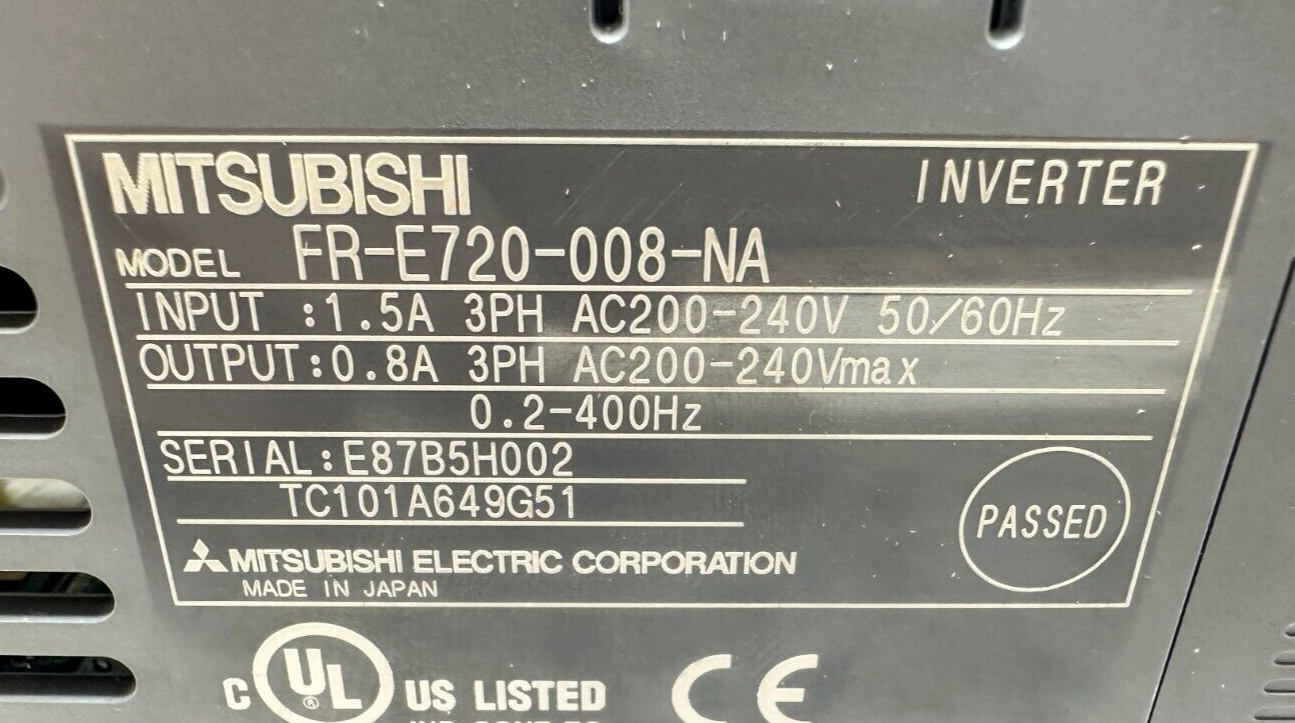 MITSUBISHI INVERTER
MODEL FR-E720-008-NA
INPUT :1.5A 3PH AC200-240V 50/60Hz
OUTPUT:0.8A 3PH AC200-240Vmax
0.2-400Hz
SERIAL:E87B5H002
TC101A649G51
PASSED
MITSUBISHI ELECTRIC CORPORATION
MADE IN JAPAN
C UL ® US LISTED CE